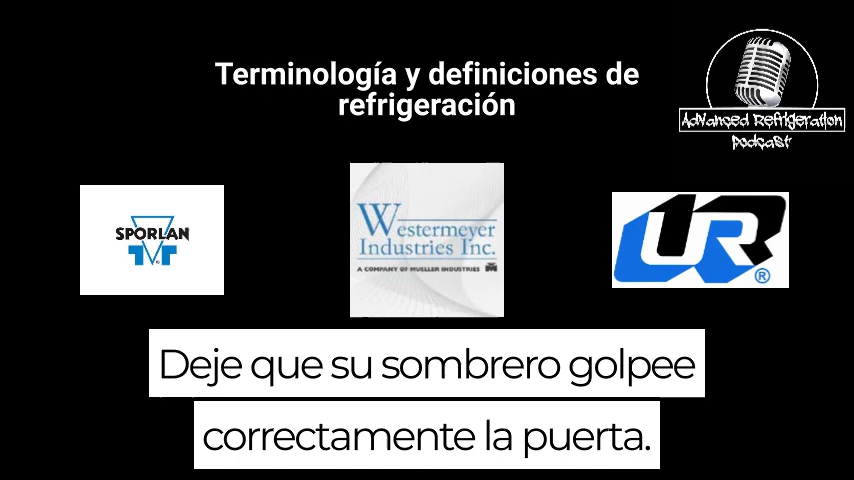 Terminología y definiciones de
refrigeración
Advanced Refrigeration
Podcast
SPORLAN
Westermeyer
Industries Inc.
A COMPANY OF MUELLER INDUSTRIES
UR
®
Deje que su sombrero golpee
correctamente la puerta.